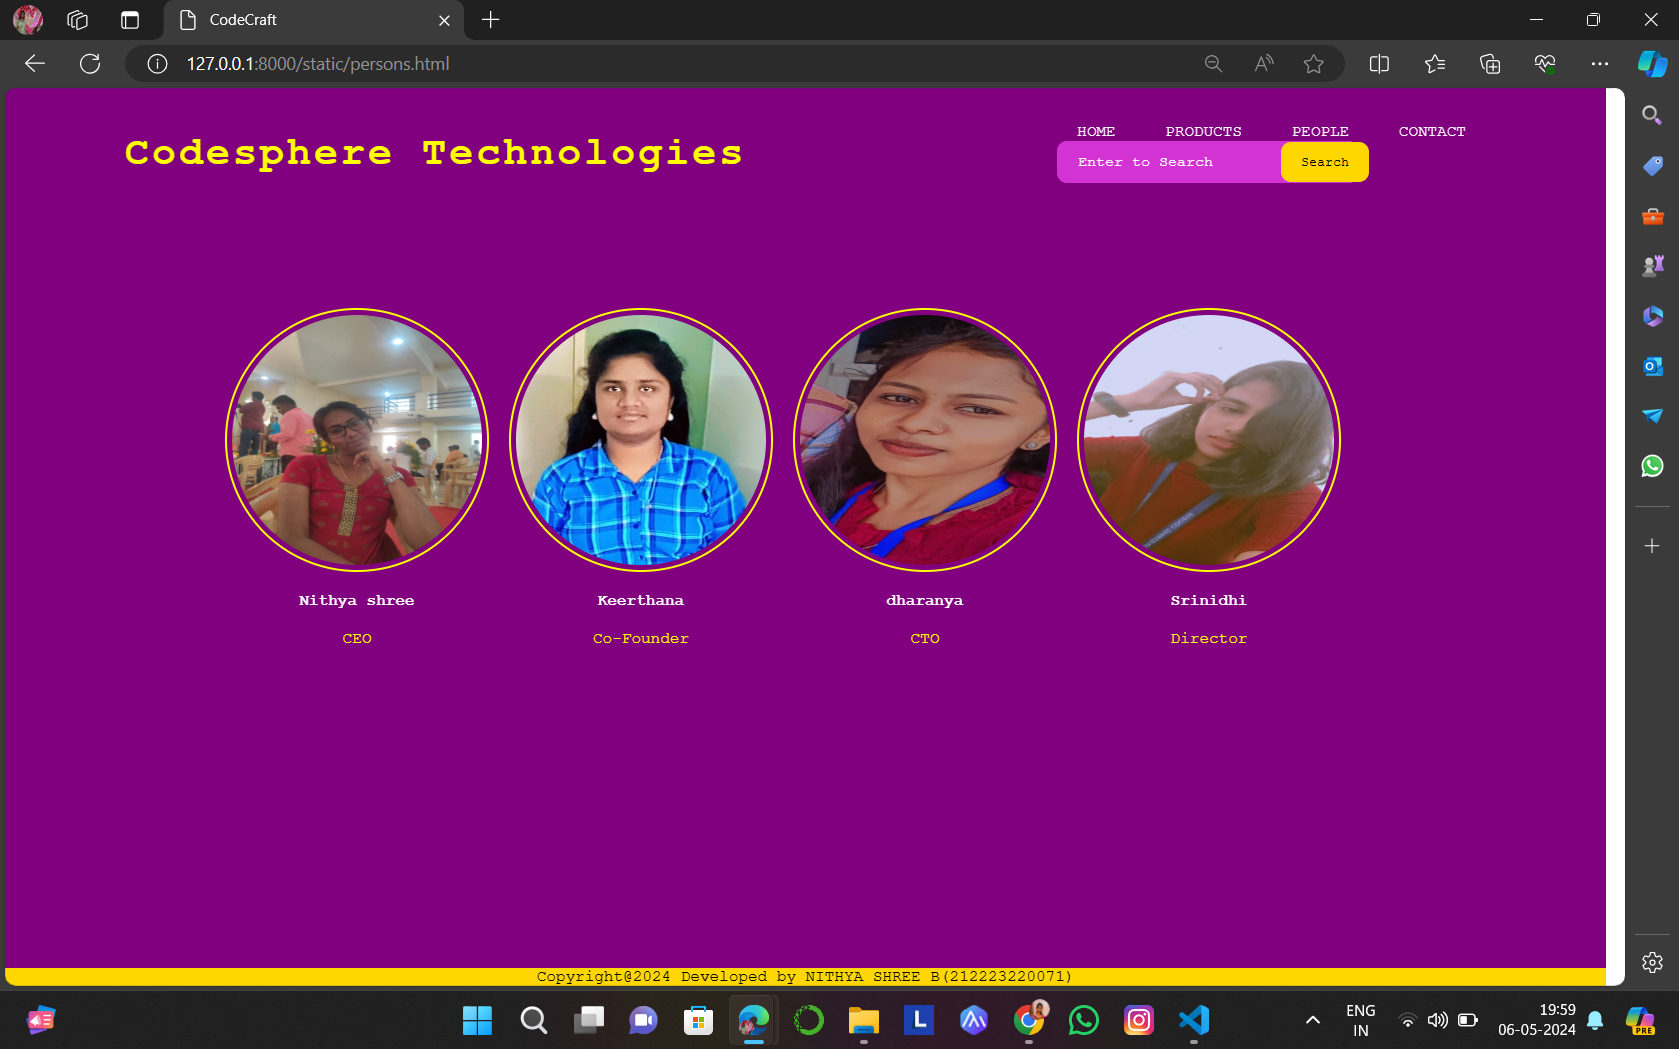 CodeCraft
127.0.0.1:8000/static/persons.html
Codesphere Technologies
HOME PRODUCTS PEOPLE CONTACT
Enter to Search Search
Nithya shree Keerthana dharanya Srinidhi
CEO Co-Founder CTO Director
Copyright@2024 Developed by NITHYA SHREE B(212223220071)
ENG 19:59
IN 06-05-2024
L
PRE